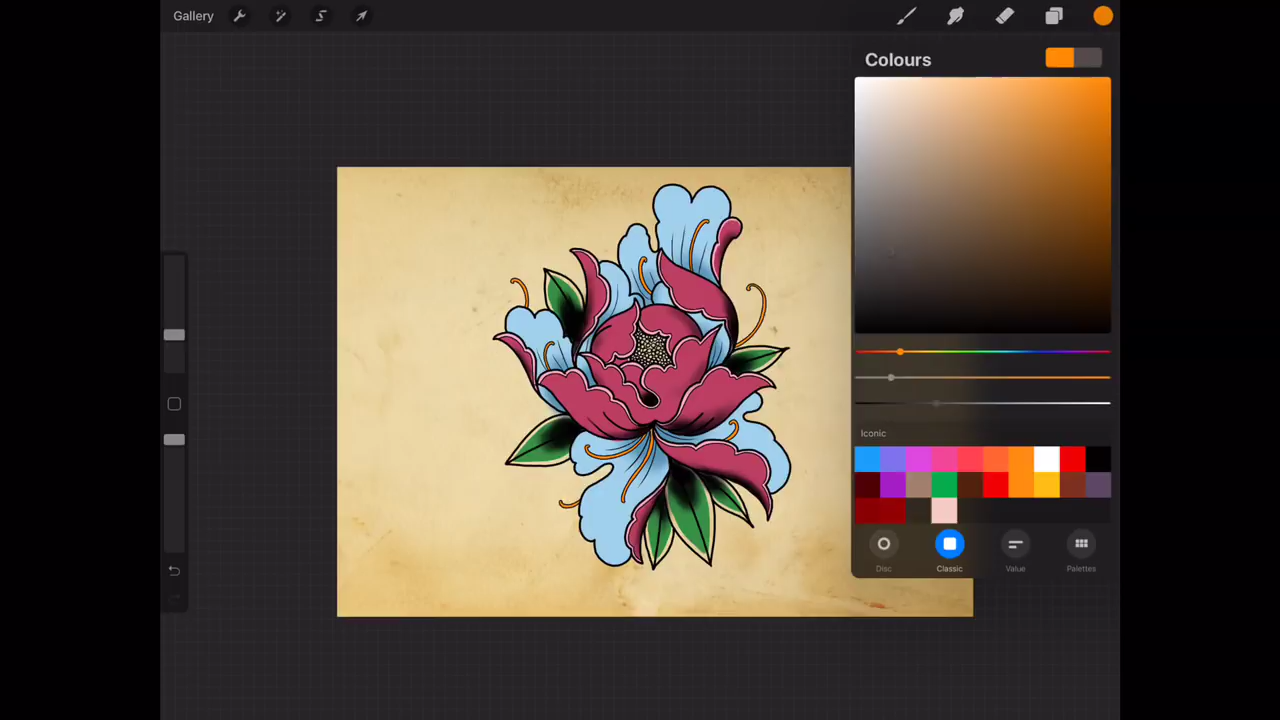 Gallery
Colours
Iconic
Disc
Classic
Value
Palettes